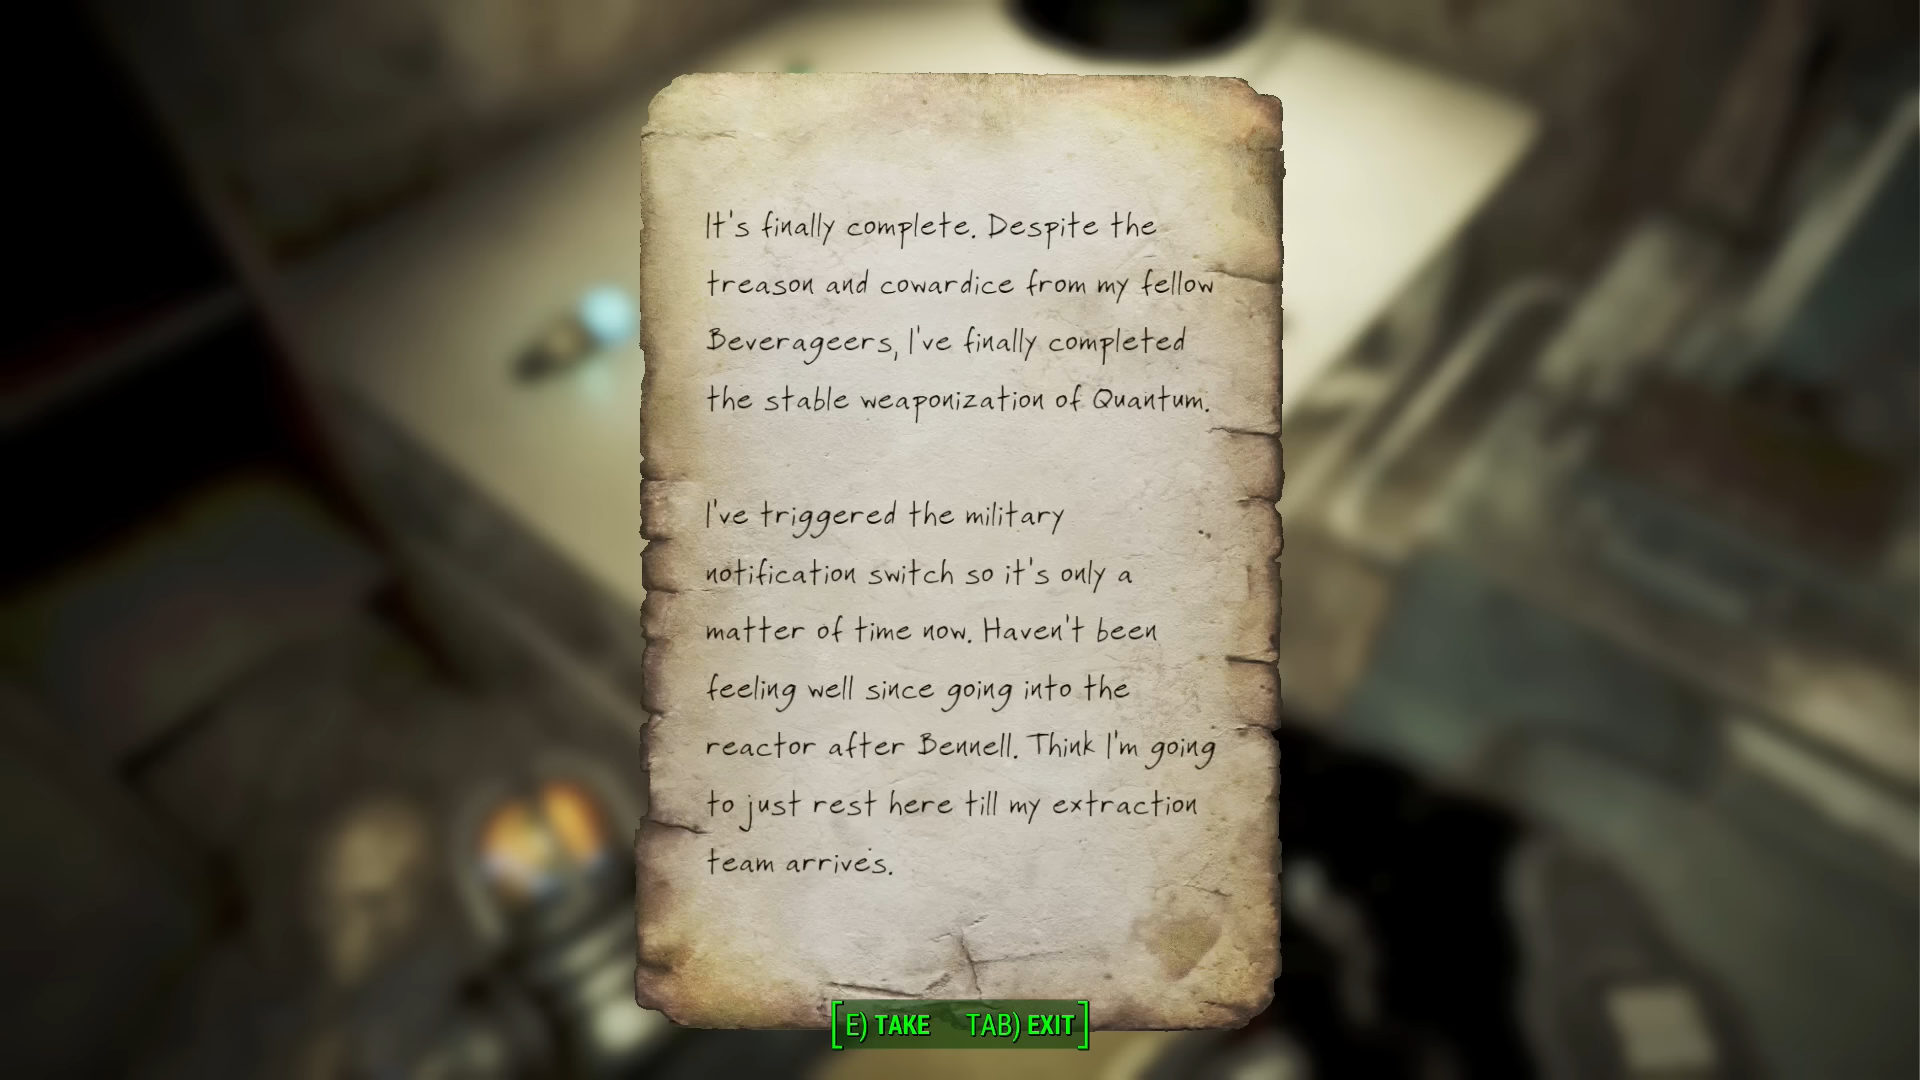 It's finally complete. Despite the
treason and cowardice from my fellow
Beverageers, I've finally completed
the stable weaponization of Quantum.
I've triggered the military
notification switch so it's only a
matter of time now. Haven't been
feeling well since going into the
reactor after Bennell. Think I'm going
to just rest here till my extraction
team arrives.
E) TAKE TAB) EXIT